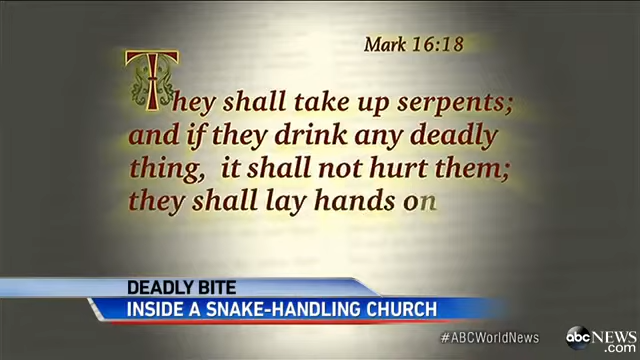 Mark 16:18
They shall take up serpents;
and if they drink any deadly
thing, it shall not hurt them;
they shall lay hands on
DEADLY BITE
INSIDE A SNAKE-HANDLING CHURCH
#ABCWorldNews
abc NEWS
.com